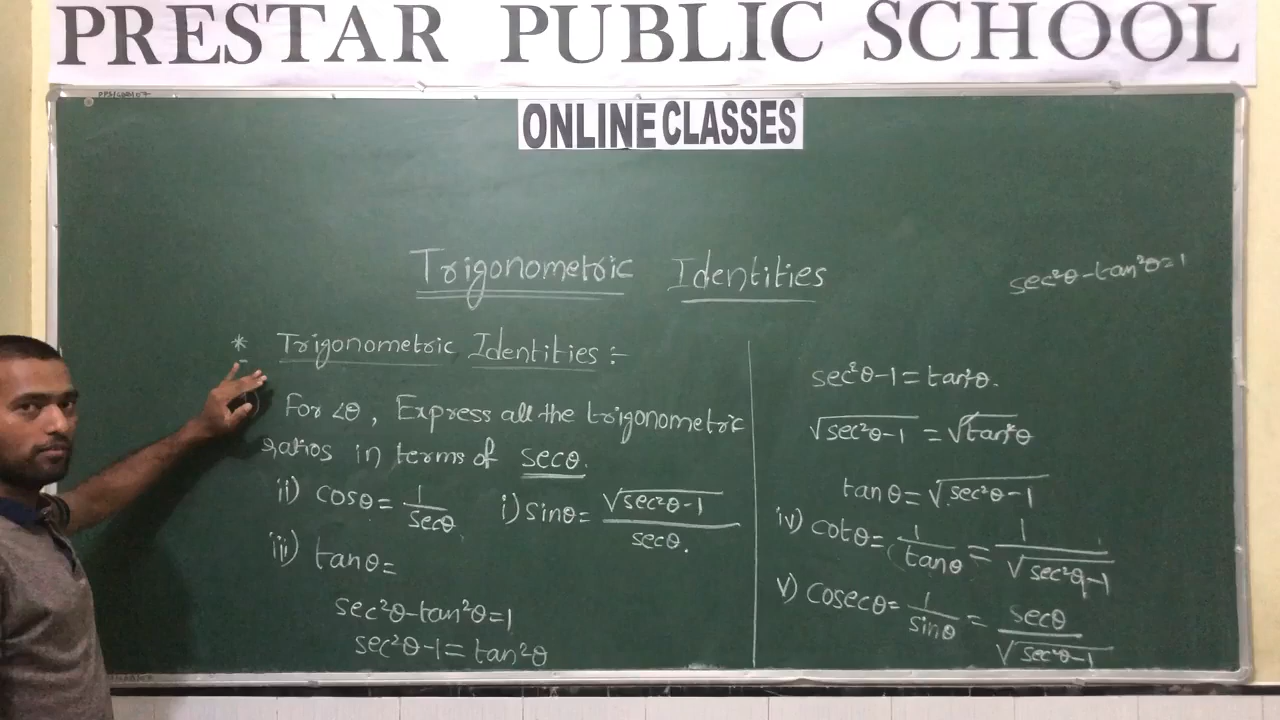 PRESTAR PUBLIC SCHOOL
ONLINE CLASSES
Trigonometric Identities
sec²θ-tan²θ=1
* Trigonometric Identities :-
For ∠θ, Express all the trigonometric
ratios in terms of secθ.
ii) cosθ = 1/secθ i) sinθ = √(sec²θ-1)/secθ.
iii) tanθ=
sec²θ-tan²θ=1
sec²θ-1 = tan²θ
sec²θ-1 = tan²θ.
√(sec²θ-1) = √(tan²θ)
tanθ = √(sec²θ-1)
iv) cotθ = 1/tanθ = 1/√(sec²θ-1)
v) cosecθ = 1/sinθ = secθ/√(sec²θ-1)